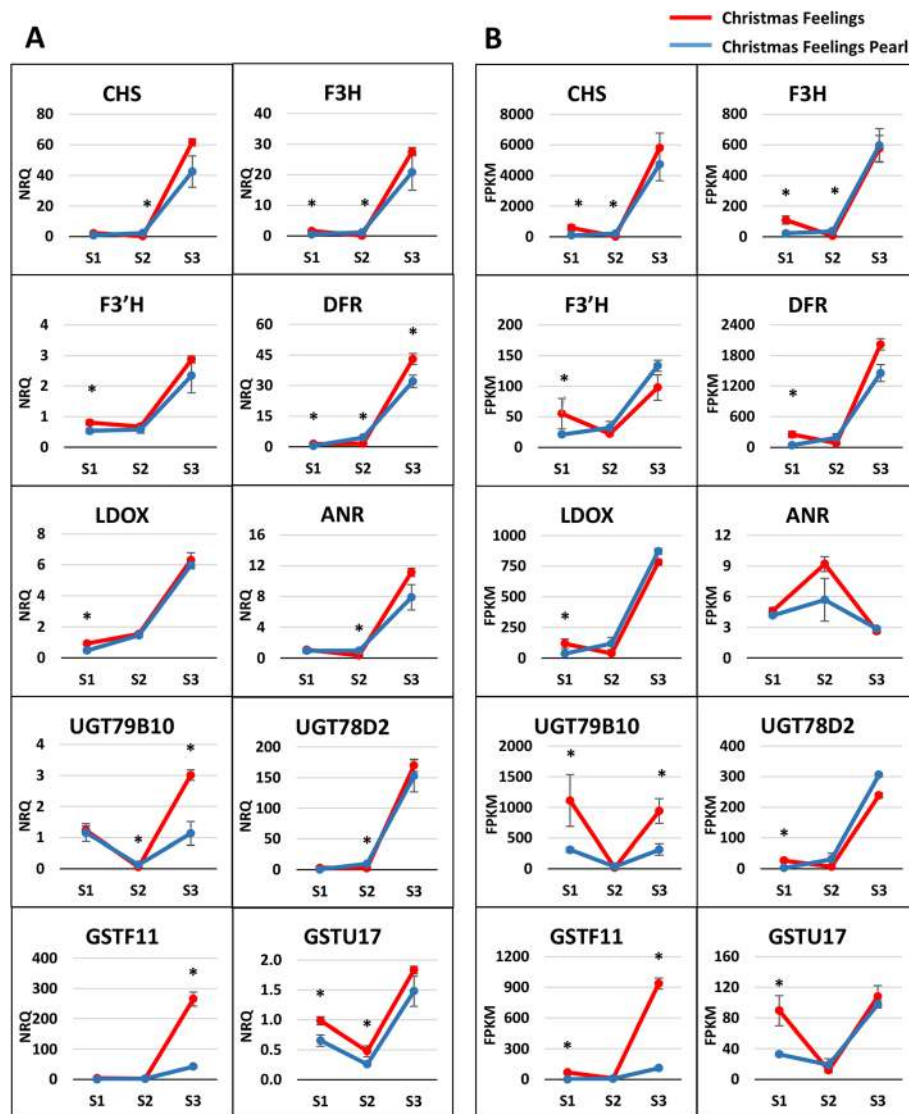 Christmas Feelings
Christmas Feelings Pearl
A
B
CHS
NRQ
60
40
20
0
*
S1 S2 S3
F3H
NRQ
40
30
20
10
0
* *
S1 S2 S3
CHS
FPKM
8000
6000
4000
2000
0
* *
S1 S2 S3
F3H
FPKM
800
600
400
200
0
* *
S1 S2 S3
F3'H
NRQ
4
3
2
1
0
*
S1 S2 S3
DFR
NRQ
60
45
30
15
0
* * *
S1 S2 S3
F3'H
FPKM
200
150
100
50
0
*
S1 S2 S3
DFR
FPKM
2400
1800
1200
600
0
*
S1 S2 S3
LDOX
NRQ
8
6
4
2
0
*
S1 S2 S3
ANR
NRQ
16
12
8
4
0
*
S1 S2 S3
LDOX
FPKM
1000
750
500
250
0
*
S1 S2 S3
ANR
FPKM
12
9
6
3
0
S1 S2 S3
UGT79B10
NRQ
4
3
2
1
0
* *
S1 S2 S3
UGT78D2
NRQ
200
150
100
50
0
*
S1 S2 S3
UGT79B10
FPKM
2000
1500
1000
500
0
* *
S1 S2 S3
UGT78D2
FPKM
400
300
200
100
0
*
S1 S2 S3
GSTF11
NRQ
400
300
200
100
0
*
S1 S2 S3
GSTU17
NRQ
2.0
1.5
1.0
0.5
0.0
* *
S1 S2 S3
GSTF11
FPKM
1200
900
600
300
0
* *
S1 S2 S3
GSTU17
FPKM
160
120
80
40
0
*
S1 S2 S3